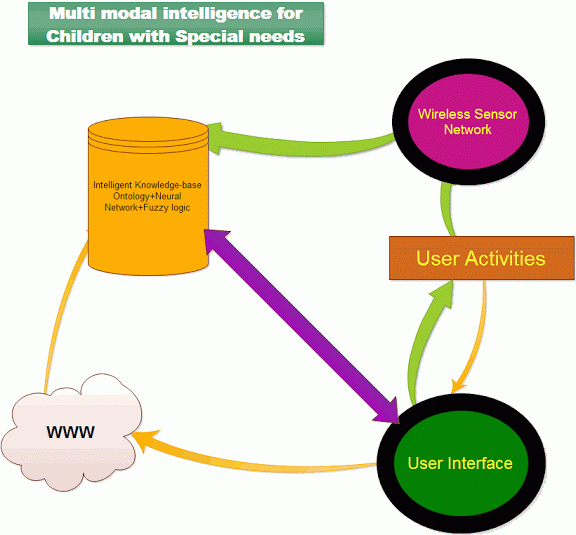 Multi modal intelligence for
Children with Special needs
Wireless Sensor
Network
Intelligent Knowledge-base
Ontology+Neural
Network+Fuzzy logic
User Activities
WWW
User Interface